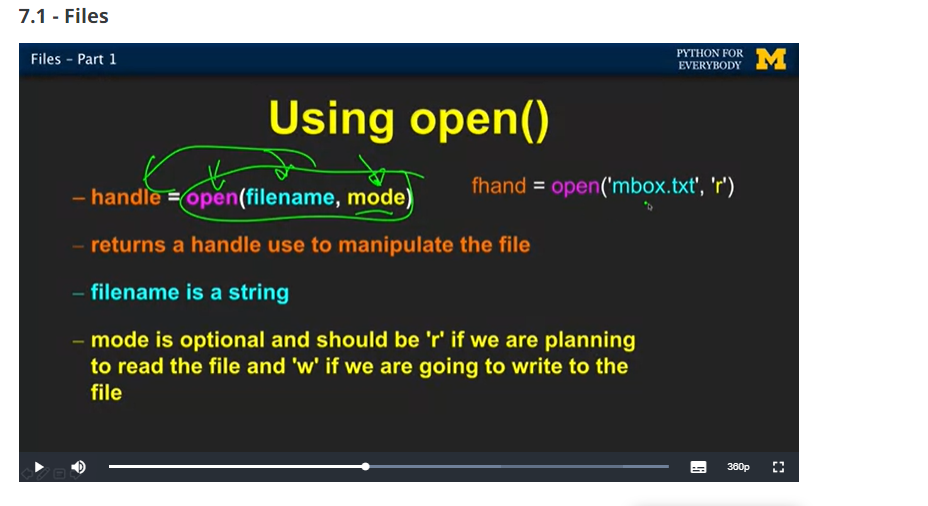 7.1 - Files
Files - Part 1
PYTHON FOR
EVERYBODY
M
Using open()
– handle = open(filename, mode)
fhand = open('mbox.txt', 'r')
– returns a handle use to manipulate the file
– filename is a string
– mode is optional and should be 'r' if we are planning
to read the file and 'w' if we are going to write to the
file
360p